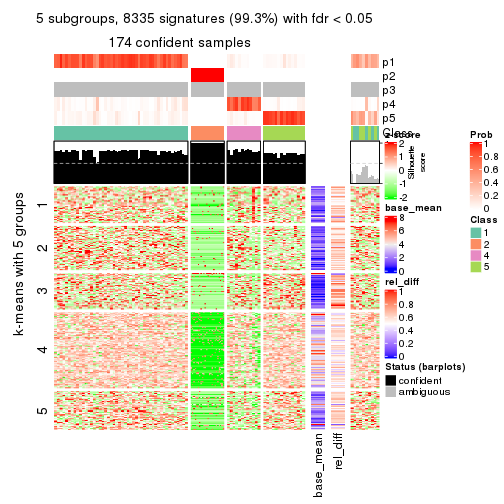 5 subgroups, 8335 signatures (99.3%) with fdr < 0.05
174 confident samples
p1
p2
p3
p4
p5
Class
Silhouette
score
k-means with 5 groups
1
2
3
4
5
base_mean
rel_diff
z-score
2
1
0
-1
-2
base_mean
8
6
4
2
0
rel_diff
1
0.8
0.6
0.4
0.2
0
Status (barplots)
confident
ambiguous
Prob
1
0.8
0.6
0.4
0.2
0
Class
1
2
4
5